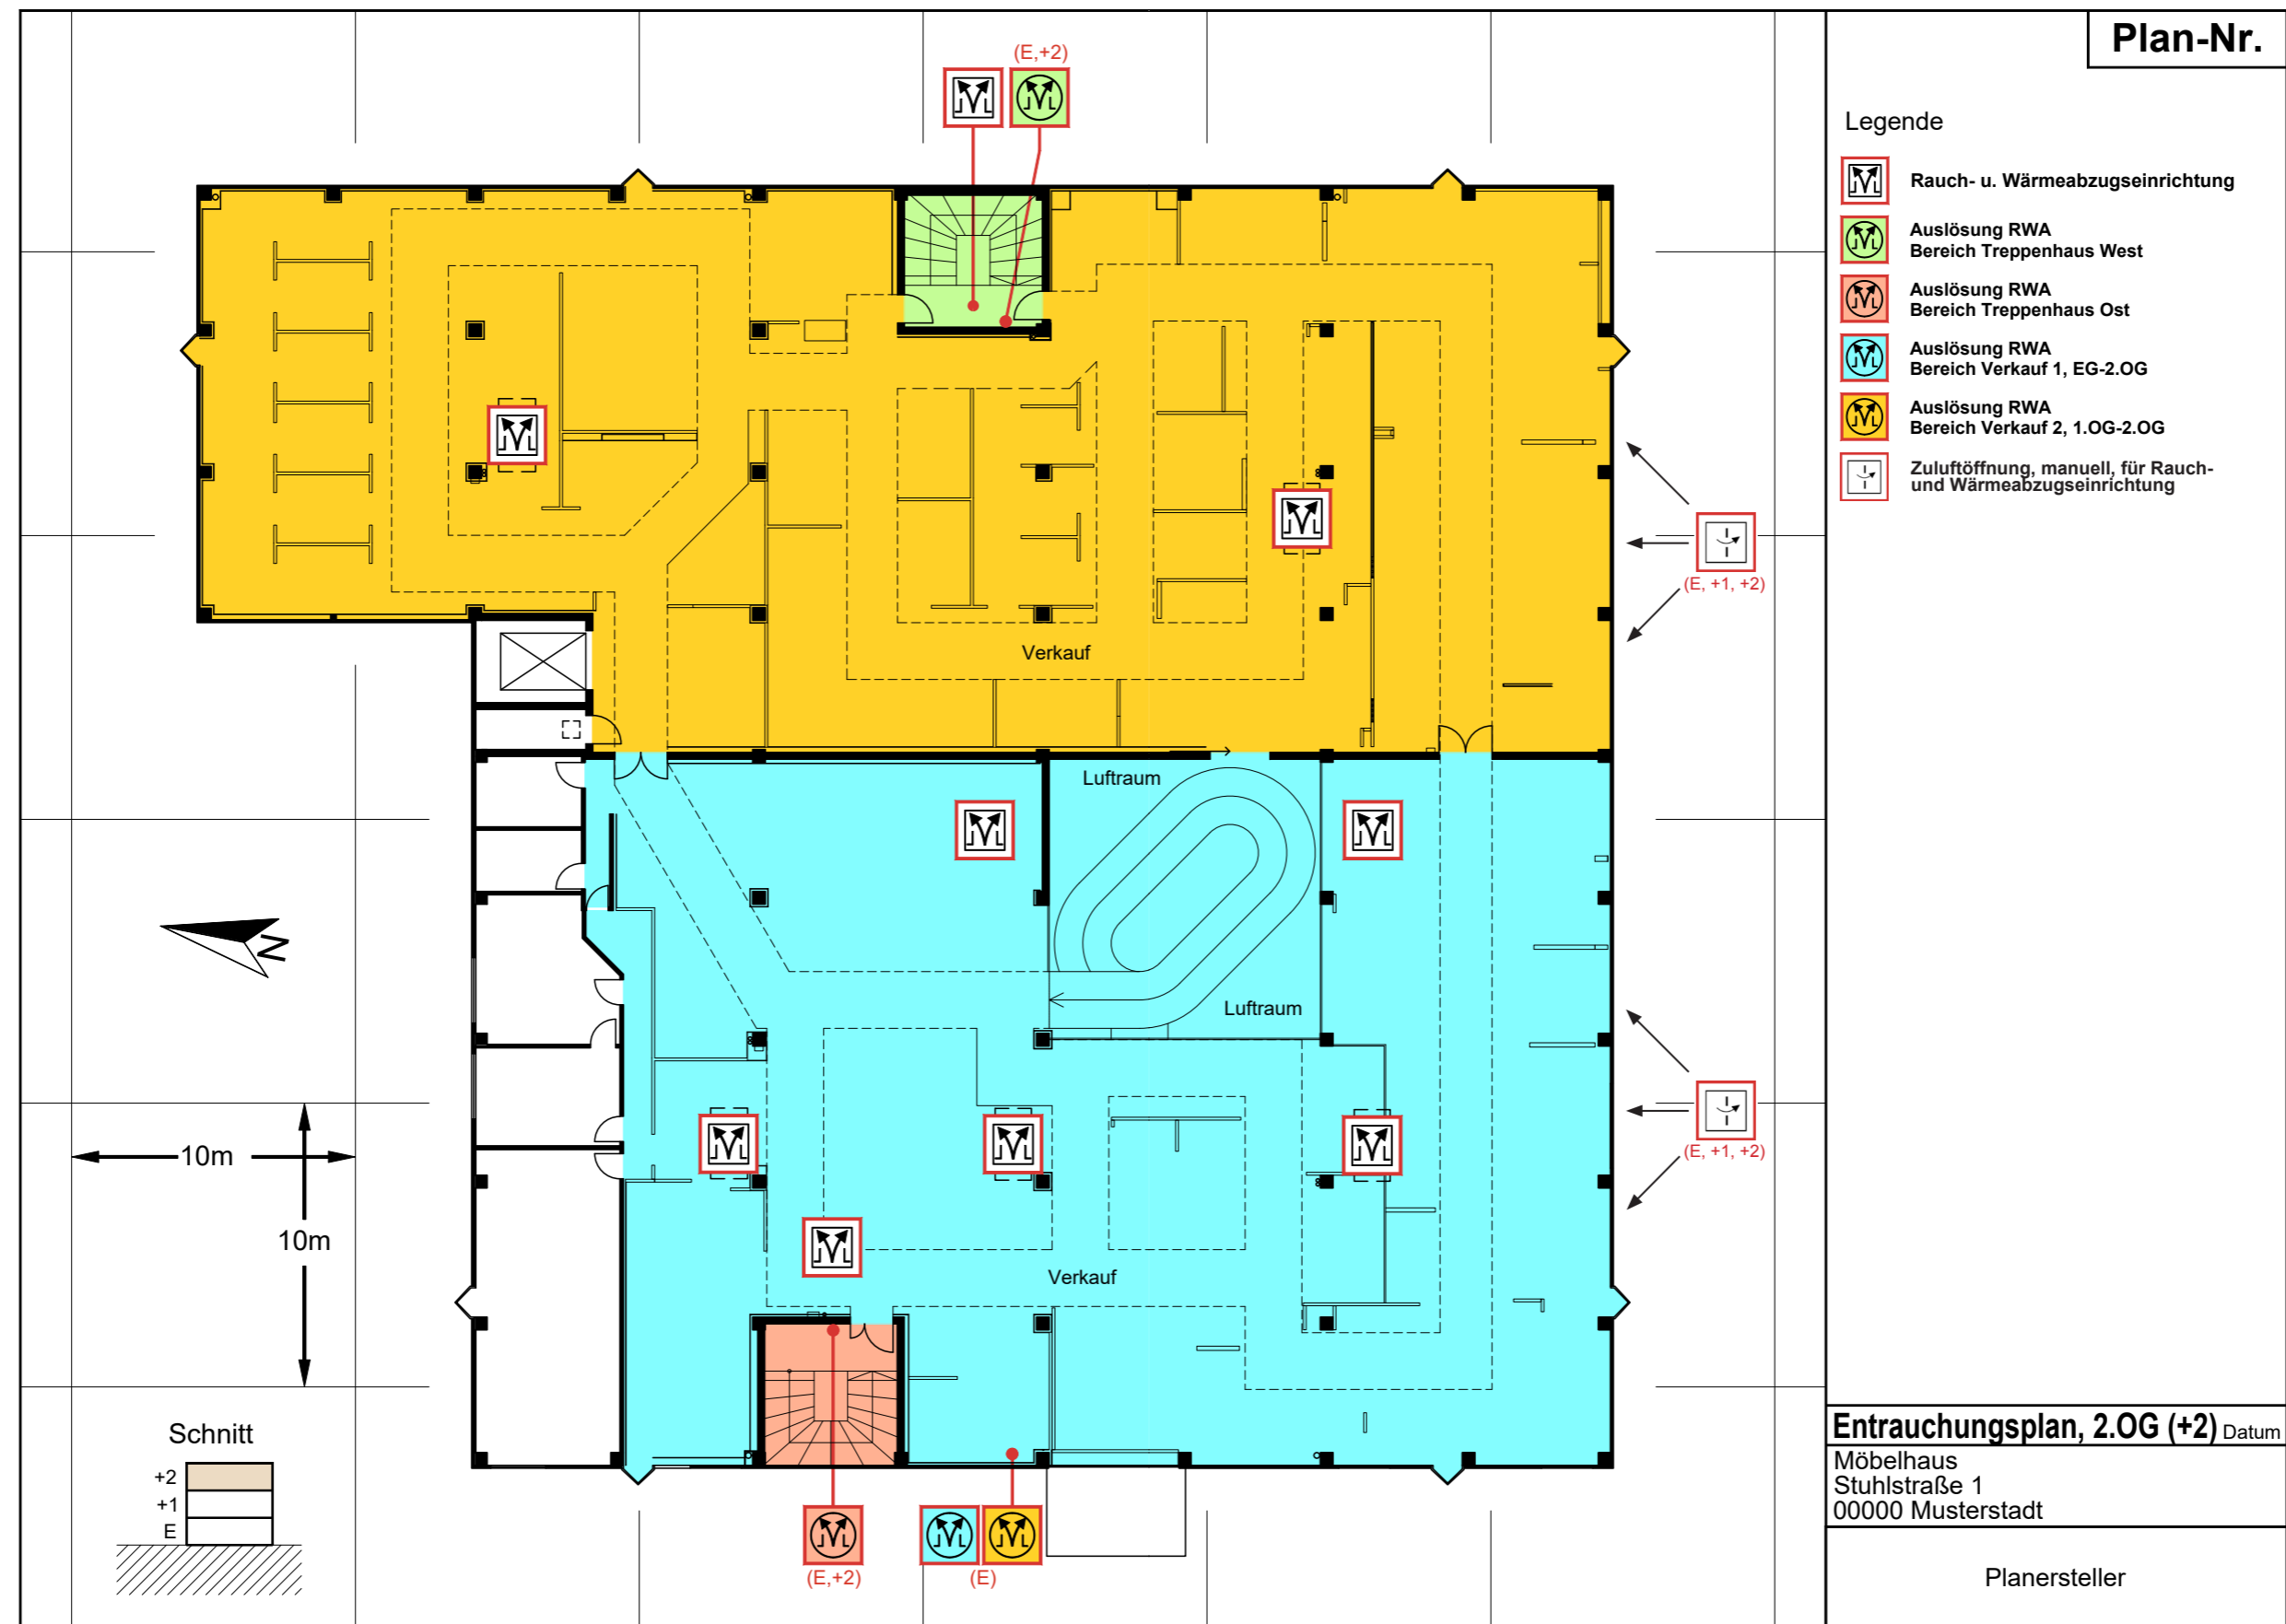 Plan-Nr.
(E,+2)
Legende
Rauch- u. Wärmeabzugseinrichtung
Auslösung RWA
Bereich Treppenhaus West
Auslösung RWA
Bereich Treppenhaus Ost
Auslösung RWA
Bereich Verkauf 1, EG-2.OG
Auslösung RWA
Bereich Verkauf 2, 1.OG-2.OG
Zuluftöffnung, manuell, für Rauch-
und Wärmeabzugseinrichtung
(E, +1, +2)
Verkauf
Luftraum
N
Luftraum
(E, +1, +2)
10m
10m
Verkauf
Schnitt
+2
+1
E
(E,+2)
(E)
Entrauchungsplan, 2.OG (+2) Datum
Möbelhaus
Stuhlstraße 1
00000 Musterstadt
Planersteller